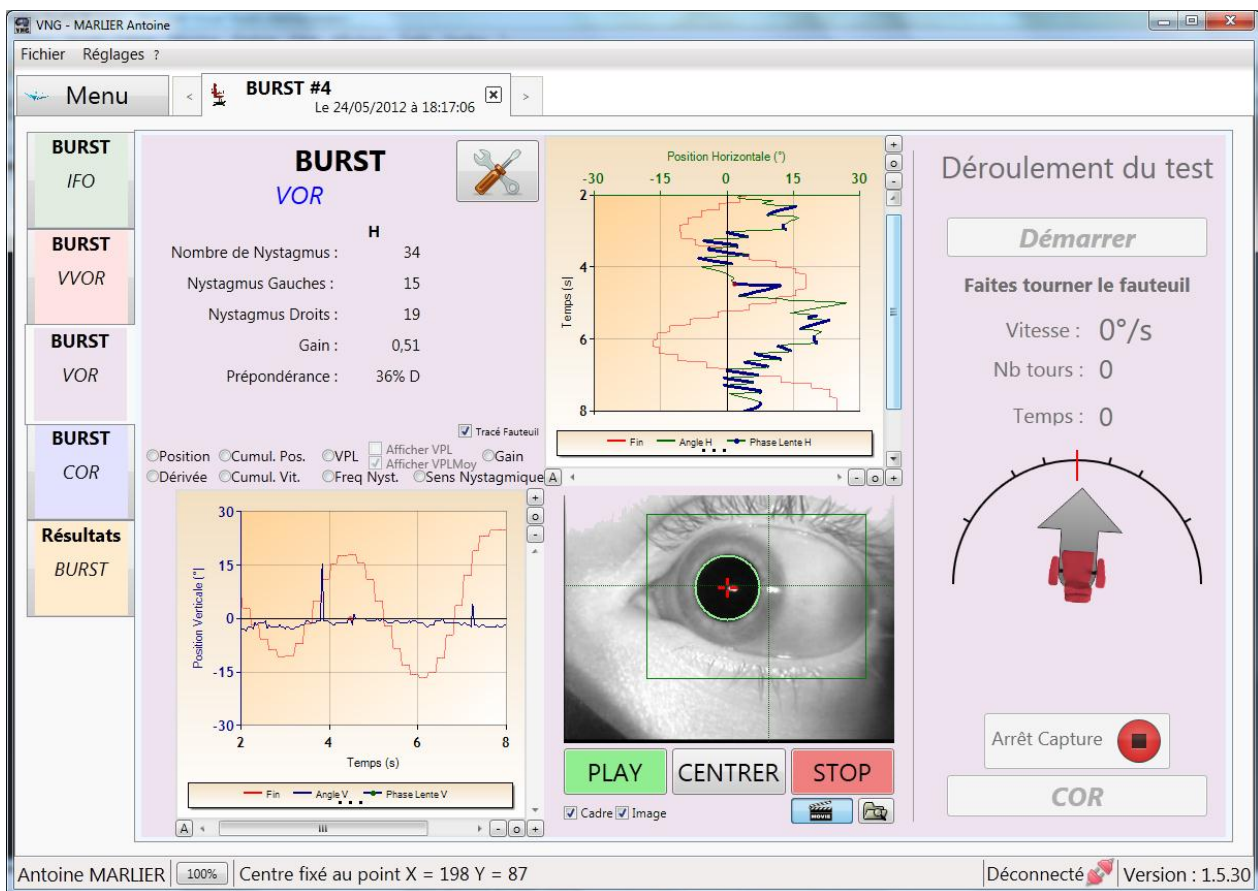 VNG - MARLIER Antoine
Fichier Réglages ?
Menu
<
BURST #4
Le 24/05/2012 à 18:17:06
>
BURST
IFO
BURST
VVOR
BURST
VOR
BURST
COR
Résultats
BURST
BURST
VOR
H
Nombre de Nystagmus : 34
Nystagmus Gauches : 15
Nystagmus Droits : 19
Gain : 0,51
Prépondérance : 36% D
Tracé Fauteuil
Position Cumul. Pos. VPL Afficher VPL Gain
Afficher VPLMoy
Dérivée Cumul. Vit. Freq Nyst. Sens Nystagmique
Position Horizontale (°)
-30 -15 0 15 30
2
4
6
8
Temps (s)
Fin Angle H Phase Lente H
A - o +
+
o
-
30
15
0
-15
-30
Position Verticale [°]
2 4 6 8
Temps (s)
Fin Angle V Phase Lente V
A - o +
+
o
-
PLAY CENTRER STOP
Cadre Image
MOVIE
Déroulement du test
Démarrer
Faites tourner le fauteuil
Vitesse : 0°/s
Nb tours : 0
Temps : 0
Arrêt Capture
COR
Antoine MARLIER 100% Centre fixé au point X = 198 Y = 87
Déconnecté Version : 1.5.30